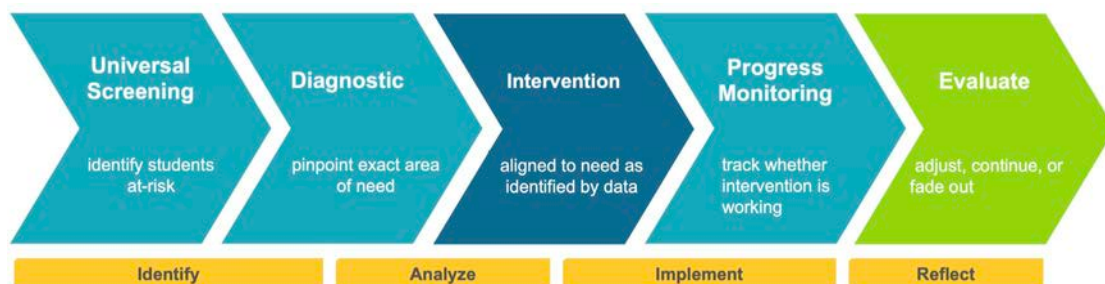 Universal
Screening
identify students
at-risk
Diagnostic
pinpoint exact area
of need
Intervention
aligned to need as
identified by data
Progress
Monitoring
track whether
intervention is
working
Evaluate
adjust, continue, or
fade out
Identify
Analyze
Implement
Reflect